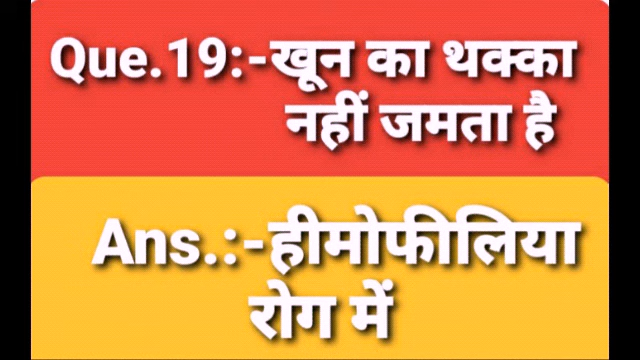 Que.19:-खून का थक्का
नहीं जमता है
Ans.:-हीमोफीलिया
रोग में